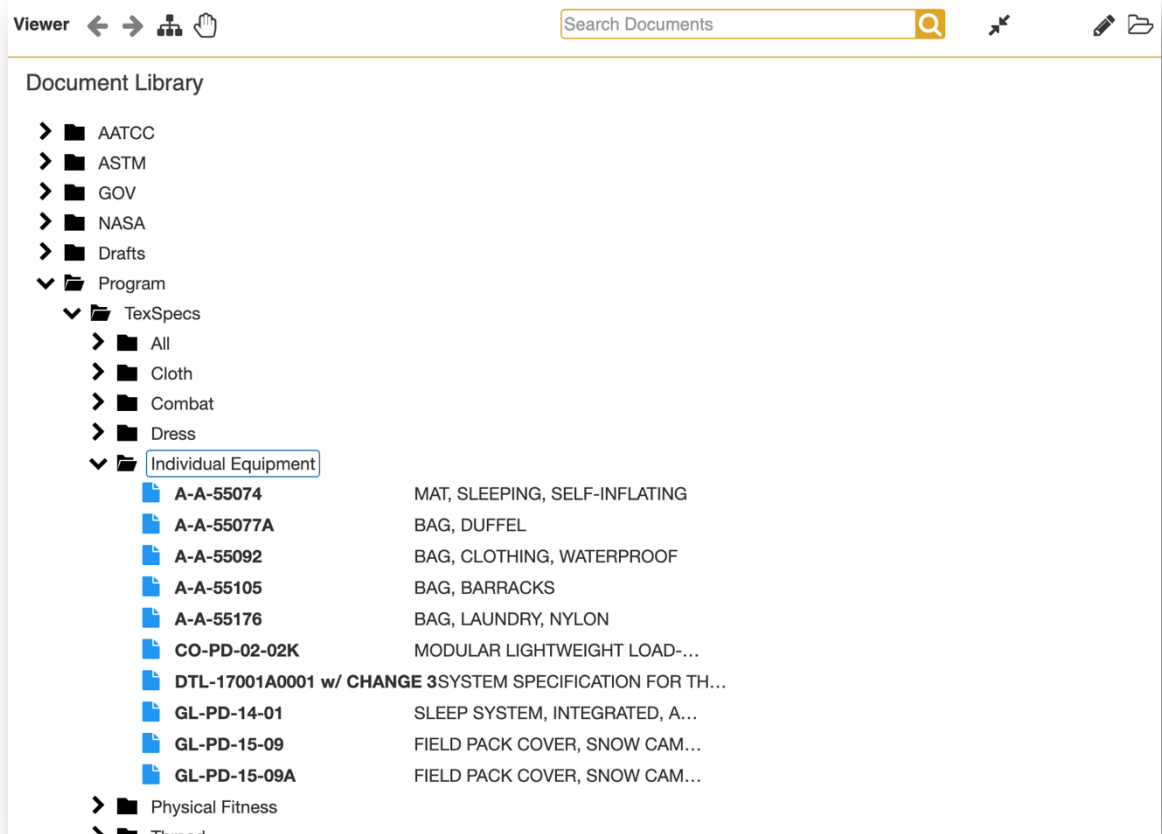 Viewer
Search Documents
Document Library
AATCC
ASTM
GOV
NASA
Drafts
Program
TexSpecs
All
Cloth
Combat
Dress
Individual Equipment
A-A-55074 MAT, SLEEPING, SELF-INFLATING
A-A-55077A BAG, DUFFEL
A-A-55092 BAG, CLOTHING, WATERPROOF
A-A-55105 BAG, BARRACKS
A-A-55176 BAG, LAUNDRY, NYLON
CO-PD-02-02K MODULAR LIGHTWEIGHT LOAD-...
DTL-17001A0001 w/ CHANGE 3SYSTEM SPECIFICATION FOR TH...
GL-PD-14-01 SLEEP SYSTEM, INTEGRATED, A...
GL-PD-15-09 FIELD PACK COVER, SNOW CAM...
GL-PD-15-09A FIELD PACK COVER, SNOW CAM...
Physical Fitness